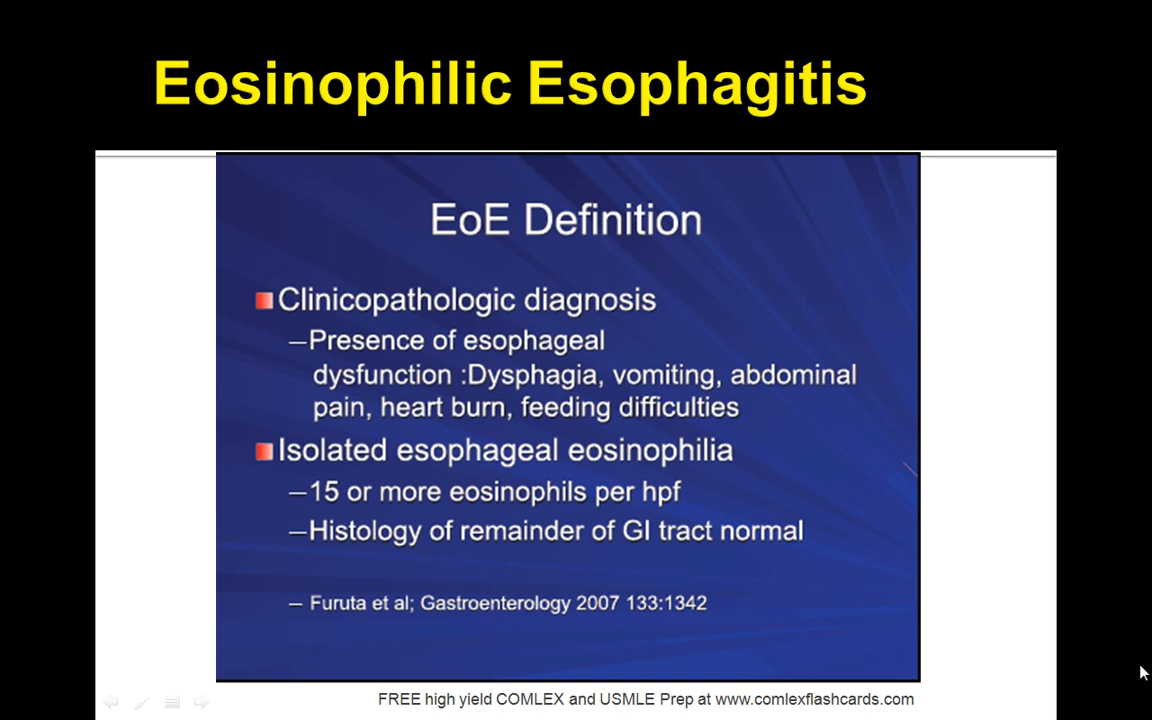 Eosinophilic Esophagitis
EoE Definition
Clinicopathologic diagnosis
–Presence of esophageal
dysfunction :Dysphagia, vomiting, abdominal
pain, heart burn, feeding difficulties
Isolated esophageal eosinophilia
–15 or more eosinophils per hpf
–Histology of remainder of GI tract normal
– Furuta et al; Gastroenterology 2007 133:1342
FREE high yield COMLEX and USMLE Prep at www.comlexflashcards.com